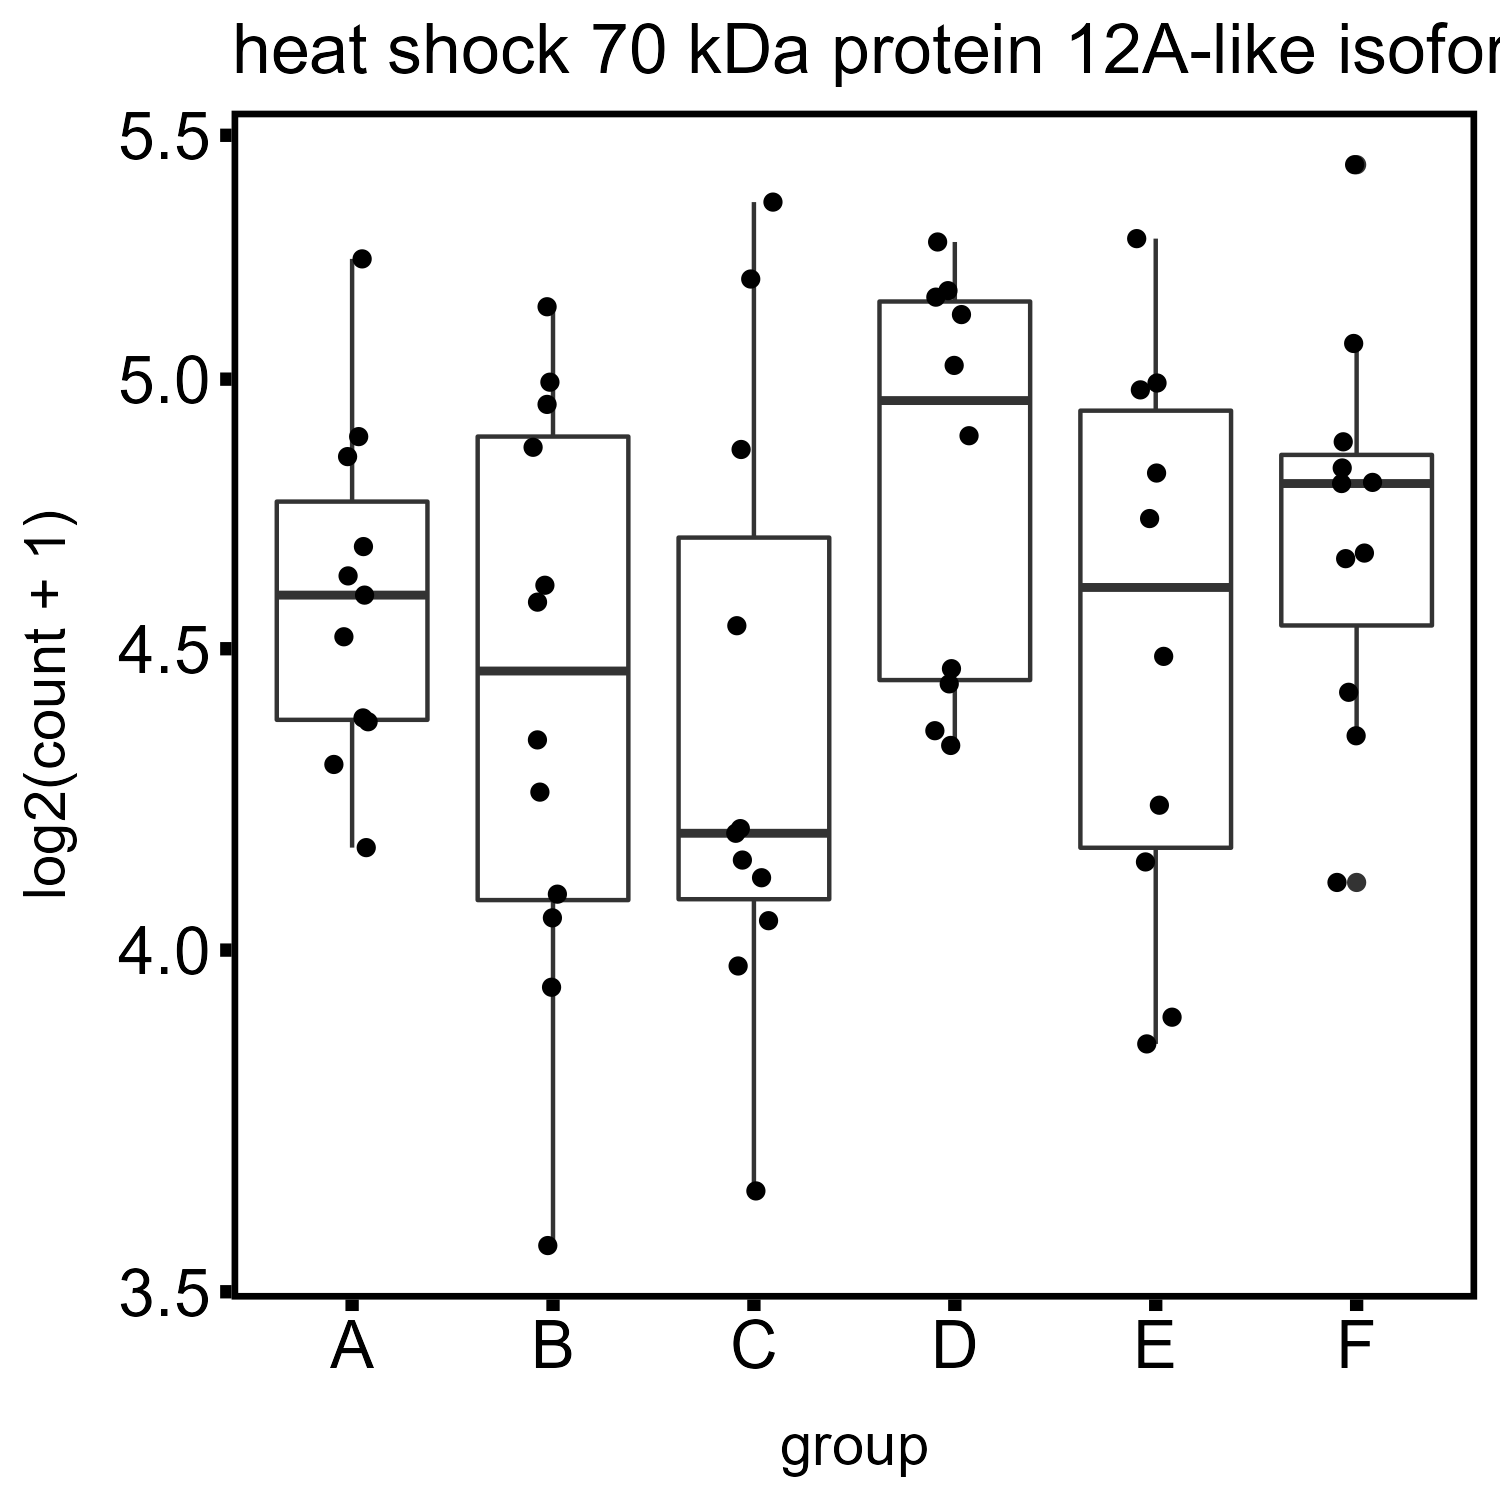 heat shock 70 kDa protein 12A-like isofor
5.5
5.0
4.5
4.0
3.5
log2(count + 1)
A B C D E F
group